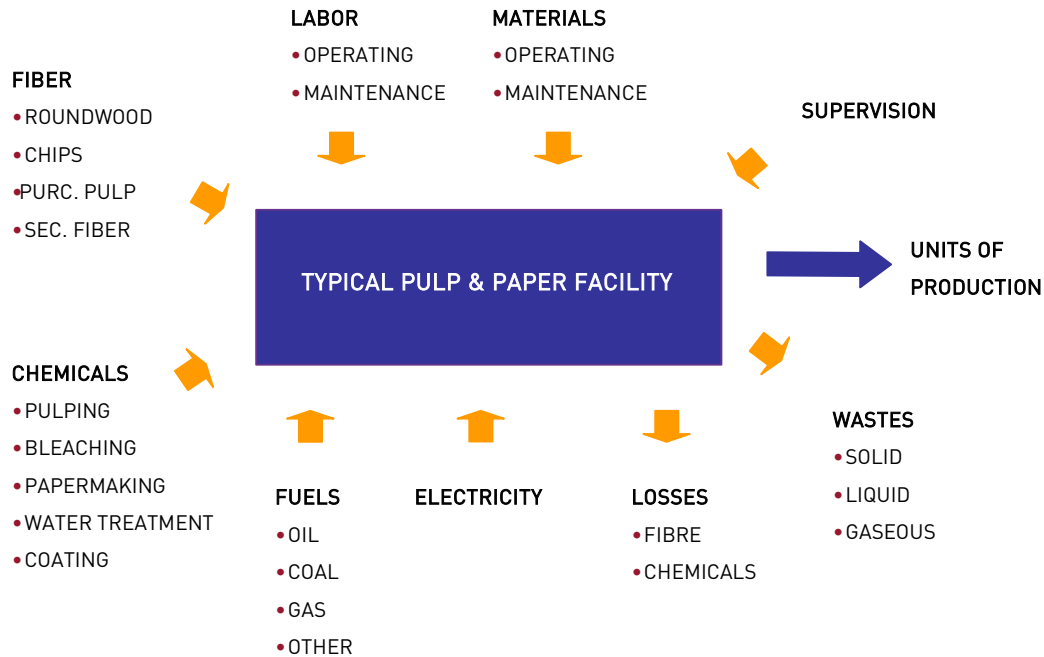 LABOR
• OPERATING
• MAINTENANCE
MATERIALS
• OPERATING
• MAINTENANCE
FIBER
• ROUNDWOOD
• CHIPS
• PURC. PULP
• SEC. FIBER
SUPERVISION
TYPICAL PULP & PAPER FACILITY
UNITS OF
PRODUCTION
CHEMICALS
• PULPING
• BLEACHING
• PAPERMAKING
• WATER TREATMENT
• COATING
FUELS
• OIL
• COAL
• GAS
• OTHER
ELECTRICITY
LOSSES
• FIBRE
• CHEMICALS
WASTES
• SOLID
• LIQUID
• GASEOUS